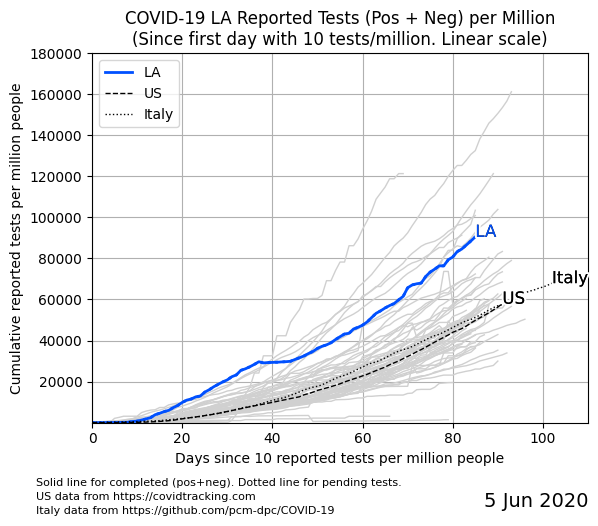 COVID-19 LA Reported Tests (Pos + Neg) per Million
(Since first day with 10 tests/million. Linear scale)
Cumulative reported tests per million people
180000
160000
140000
120000
100000
80000
60000
40000
20000
LA
US
Italy
LA
Italy
US
0 20 40 60 80 100
Days since 10 reported tests per million people
Solid line for completed (pos+neg). Dotted line for pending tests.
US data from https://covidtracking.com
Italy data from https://github.com/pcm-dpc/COVID-19
5 Jun 2020